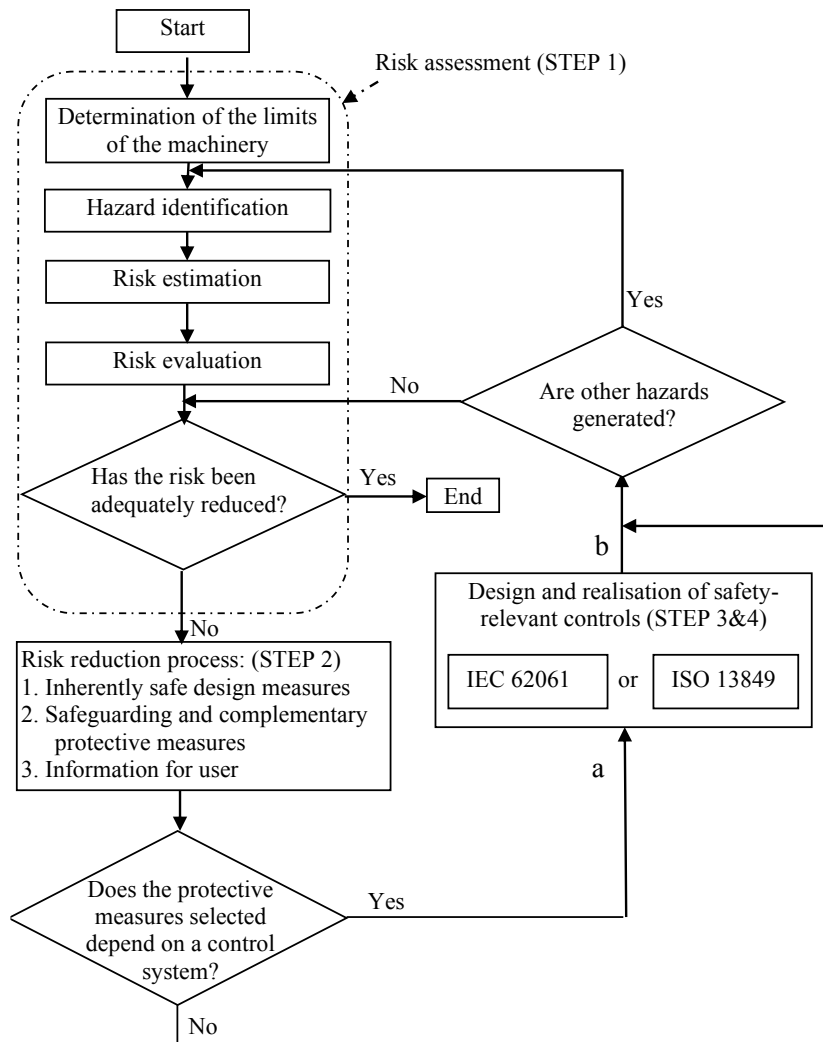 Start
Risk assessment (STEP 1)
Determination of the limits
of the machinery
Hazard identification
Risk estimation
Risk evaluation
Has the risk been
adequately reduced?
Yes
End
No
Risk reduction process: (STEP 2)
1. Inherently safe design measures
2. Safeguarding and complementary
protective measures
3. Information for user
Does the protective
measures selected
depend on a control
system?
Yes
No
a
Design and realisation of safety-
relevant controls (STEP 3&4)
IEC 62061 or ISO 13849
b
Are other hazards
generated?
No
Yes